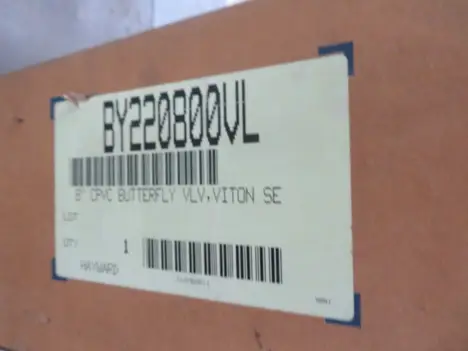 BY220800VL
8" CPVC BUTTERFLY VLV,VITON SE
LOT
QTY 1
HAYWARD